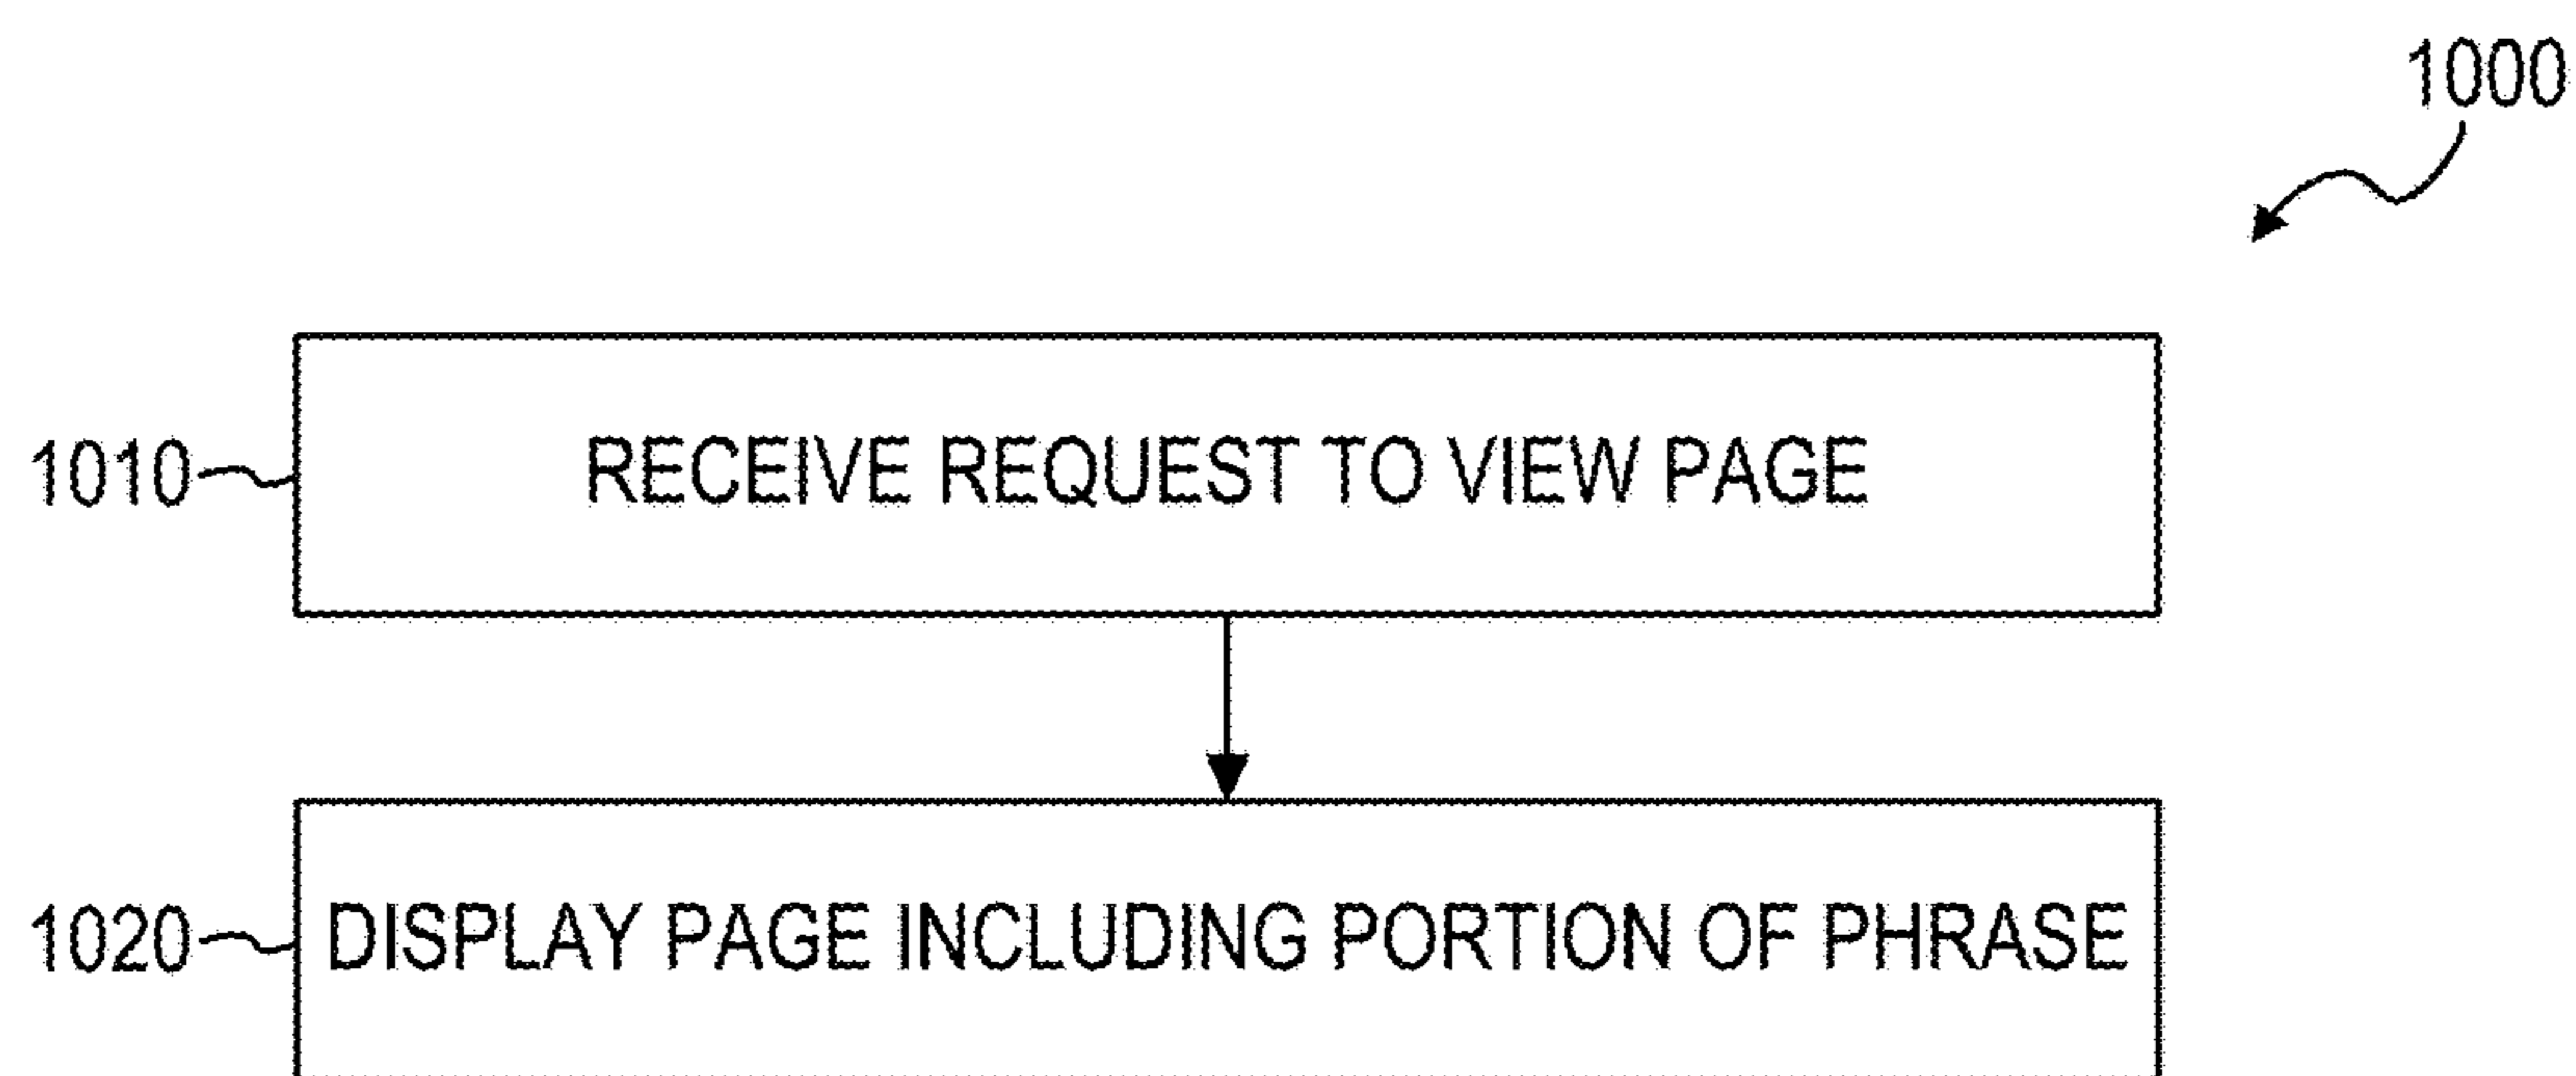 1000
1010 RECEIVE REQUEST TO VIEW PAGE
1020 DISPLAY PAGE INCLUDING PORTION OF PHRASE